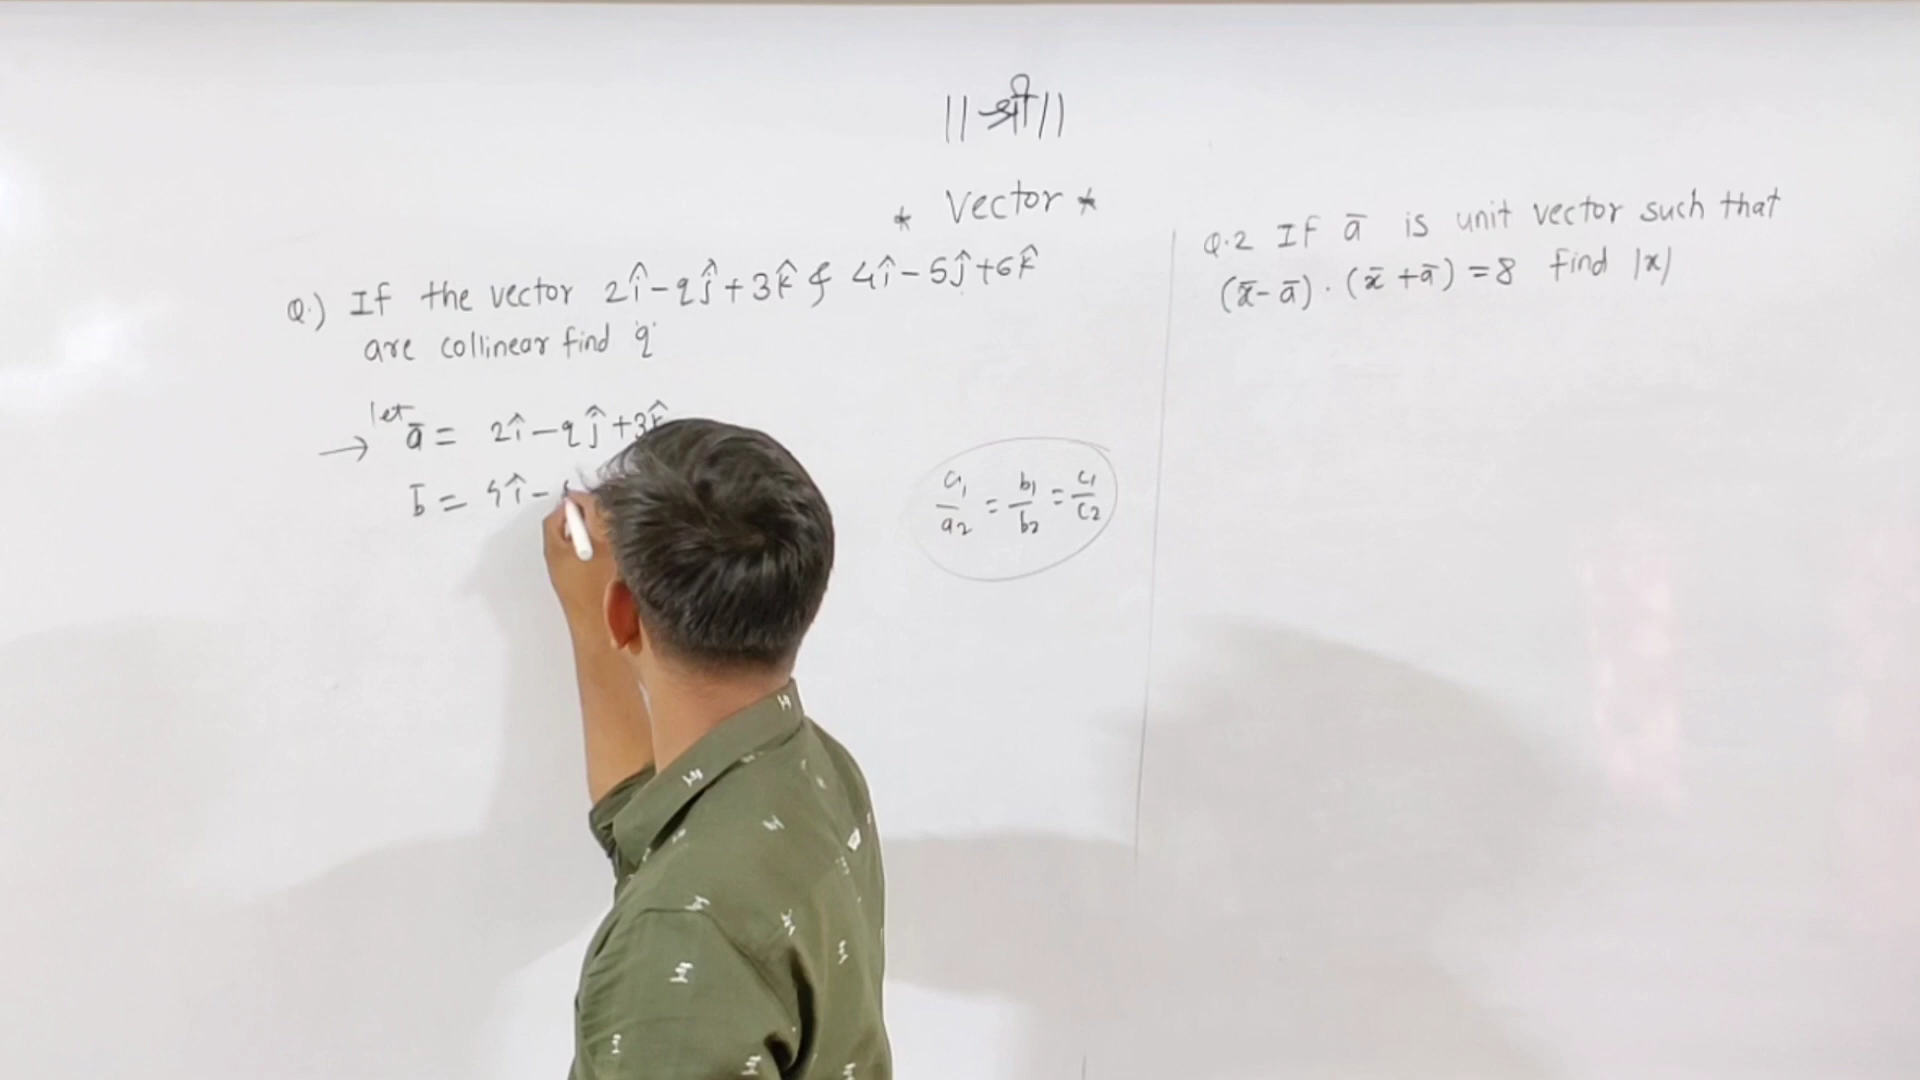 ||श्री||
* Vector *
Q.) If the vector 2î-qĵ+3k̂ & 4î-5ĵ+6k̂
are collinear find 'q'
→ let ā = 2î-qĵ+3k̂
b̄ = 4î-
a₁/a₂ = b₁/b₂ = c₁/c₂
Q.2 If ā is unit vector such that
(x̄-ā)·(x̄+ā)=8 find |x|